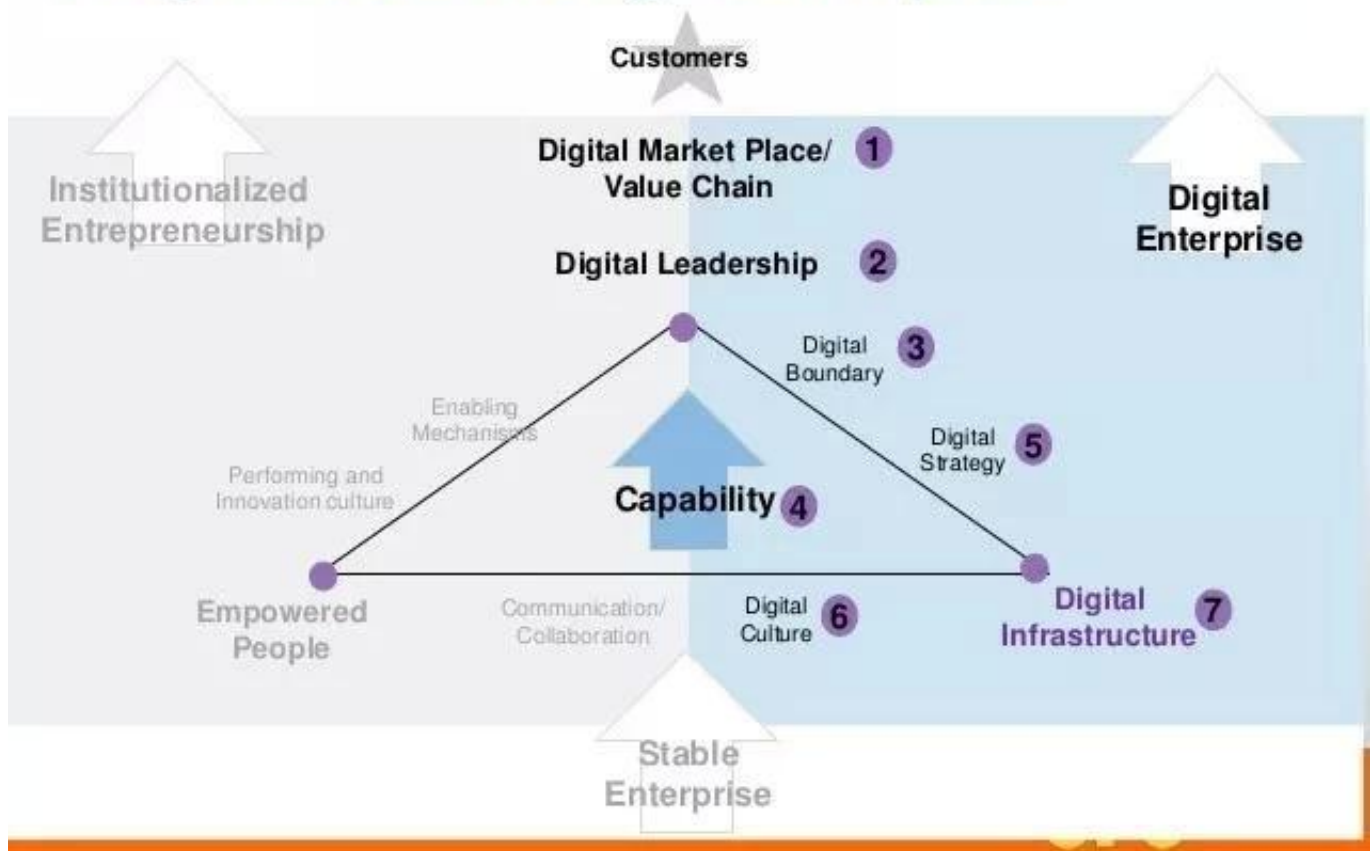 Customers
Digital Market Place/
Value Chain
1
Institutionalized
Entrepreneurship
Digital
Enterprise
Digital Leadership
2
Digital
Boundary
3
Enabling
Mechanisms
Digital
Strategy
5
Performing and
Innovation culture
Capability
4
Empowered
People
Communication/
Collaboration
Digital
Culture
6
Digital
Infrastructure
7
Stable
Enterprise